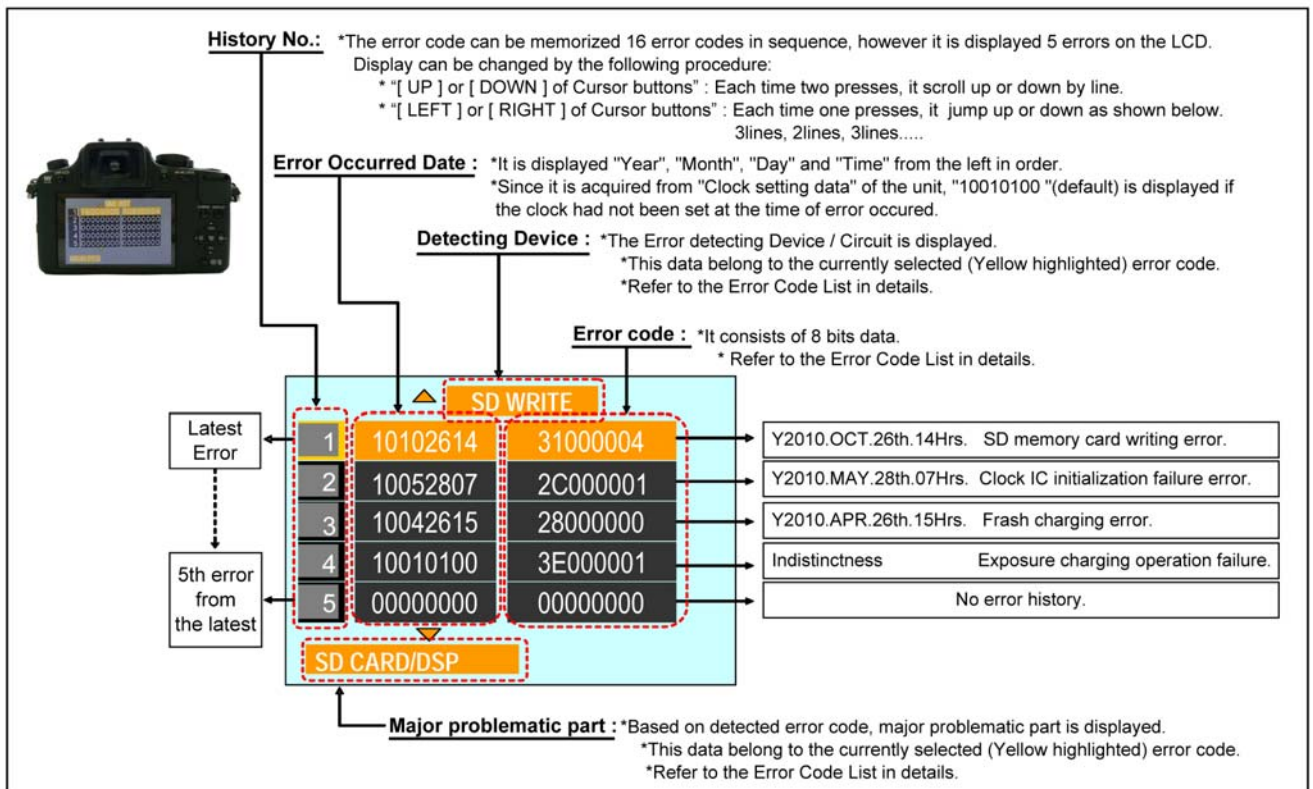 History No.: *The error code can be memorized 16 error codes in sequence, however it is displayed 5 errors on the LCD.
Display can be changed by the following procedure:
* "[ UP ] or [ DOWN ] of Cursor buttons" : Each time two presses, it scroll up or down by line.
* "[ LEFT ] or [ RIGHT ] of Cursor buttons" : Each time one presses, it jump up or down as shown below.
3lines, 2lines, 3lines.....
Error Occurred Date : *It is displayed "Year", "Month", "Day" and "Time" from the left in order.
*Since it is acquired from "Clock setting data" of the unit, "10010100 "(default) is displayed if
the clock had not been set at the time of error occured.
Detecting Device : *The Error detecting Device / Circuit is displayed.
*This data belong to the currently selected (Yellow highlighted) error code.
*Refer to the Error Code List in details.
Error code : *It consists of 8 bits data.
* Refer to the Error Code List in details.
SD WRITE
Latest
Error
1 10102614 31000004 Y2010.OCT.26th.14Hrs. SD memory card writing error.
2 10052807 2C000001 Y2010.MAY.28th.07Hrs. Clock IC initialization failure error.
3 10042615 28000000 Y2010.APR.26th.15Hrs. Frash charging error.
4 10010100 3E000001 Indistinctness Exposure charging operation failure.
5 00000000 00000000 No error history.
5th error
from
the latest
SD CARD/DSP
Major problematic part : *Based on detected error code, major problematic part is displayed.
*This data belong to the currently selected (Yellow highlighted) error code.
*Refer to the Error Code List in details.